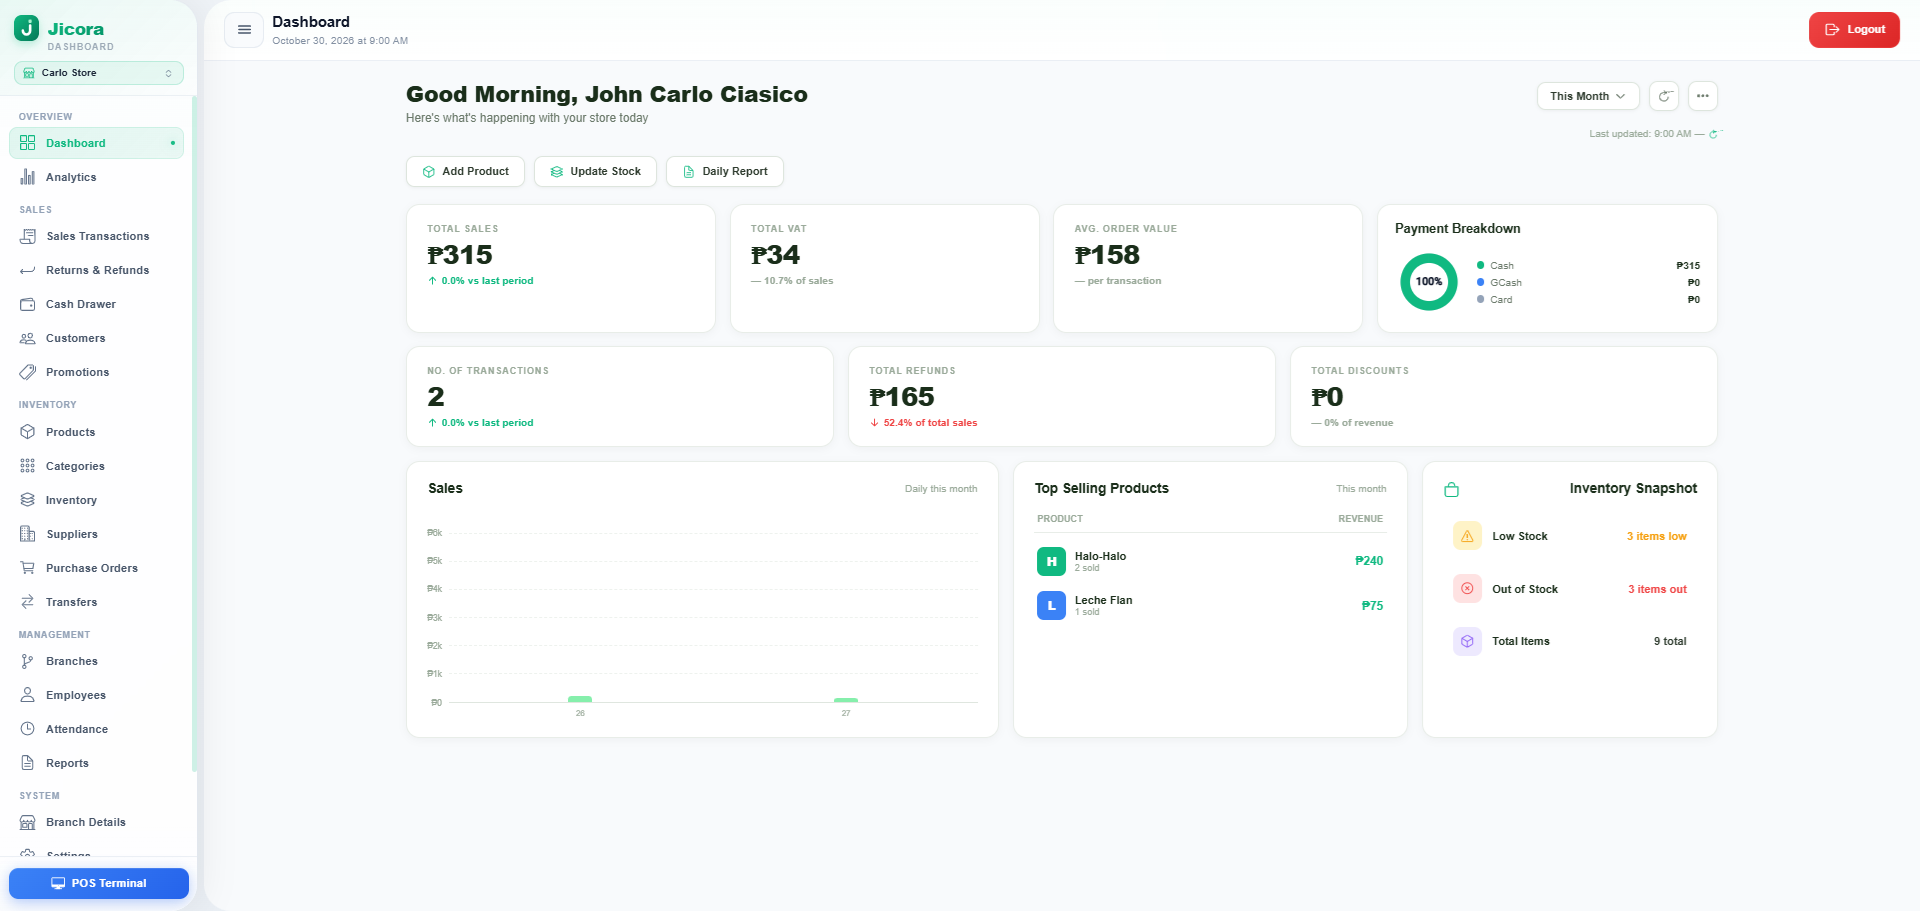 Jicora
DASHBOARD
Carlo Store
OVERVIEW
Dashboard
Analytics
SALES
Sales Transactions
Returns & Refunds
Cash Drawer
Customers
Promotions
INVENTORY
Products
Categories
Inventory
Suppliers
Purchase Orders
Transfers
MANAGEMENT
Branches
Employees
Attendance
Reports
SYSTEM
Branch Details
Settings
POS Terminal
Dashboard
October 30, 2026 at 9:00 AM
Logout
Good Morning, John Carlo Ciasico
Here's what's happening with your store today
This Month
Last updated: 9:00 AM —
Add Product
Update Stock
Daily Report
TOTAL SALES
₱315
↑ 0.0% vs last period
TOTAL VAT
₱34
— 10.7% of sales
AVG. ORDER VALUE
₱158
— per transaction
Payment Breakdown
100%
Cash ₱315
GCash ₱0
Card ₱0
NO. OF TRANSACTIONS
2
↑ 0.0% vs last period
TOTAL REFUNDS
₱165
↓ 52.4% of total sales
TOTAL DISCOUNTS
₱0
— 0% of revenue
Sales
Daily this month
₱6k
₱5k
₱4k
₱3k
₱2k
₱1k
₱0
26 27
Top Selling Products
This month
PRODUCT REVENUE
H Halo-Halo ₱240
2 sold
L Leche Flan ₱75
1 sold
Inventory Snapshot
Low Stock 3 items low
Out of Stock 3 items out
Total Items 9 total